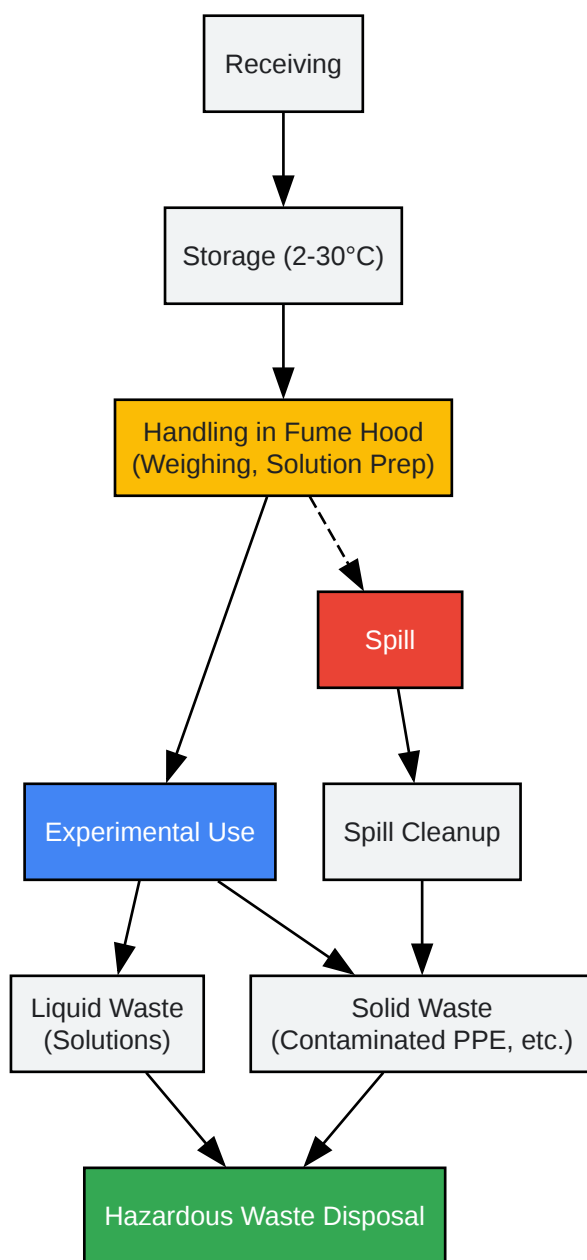 Receiving
Storage (2-30°C)
Handling in Fume Hood
(Weighing, Solution Prep)
Spill
Experimental Use
Spill Cleanup
Liquid Waste
(Solutions)
Solid Waste
(Contaminated PPE, etc.)
Hazardous Waste Disposal